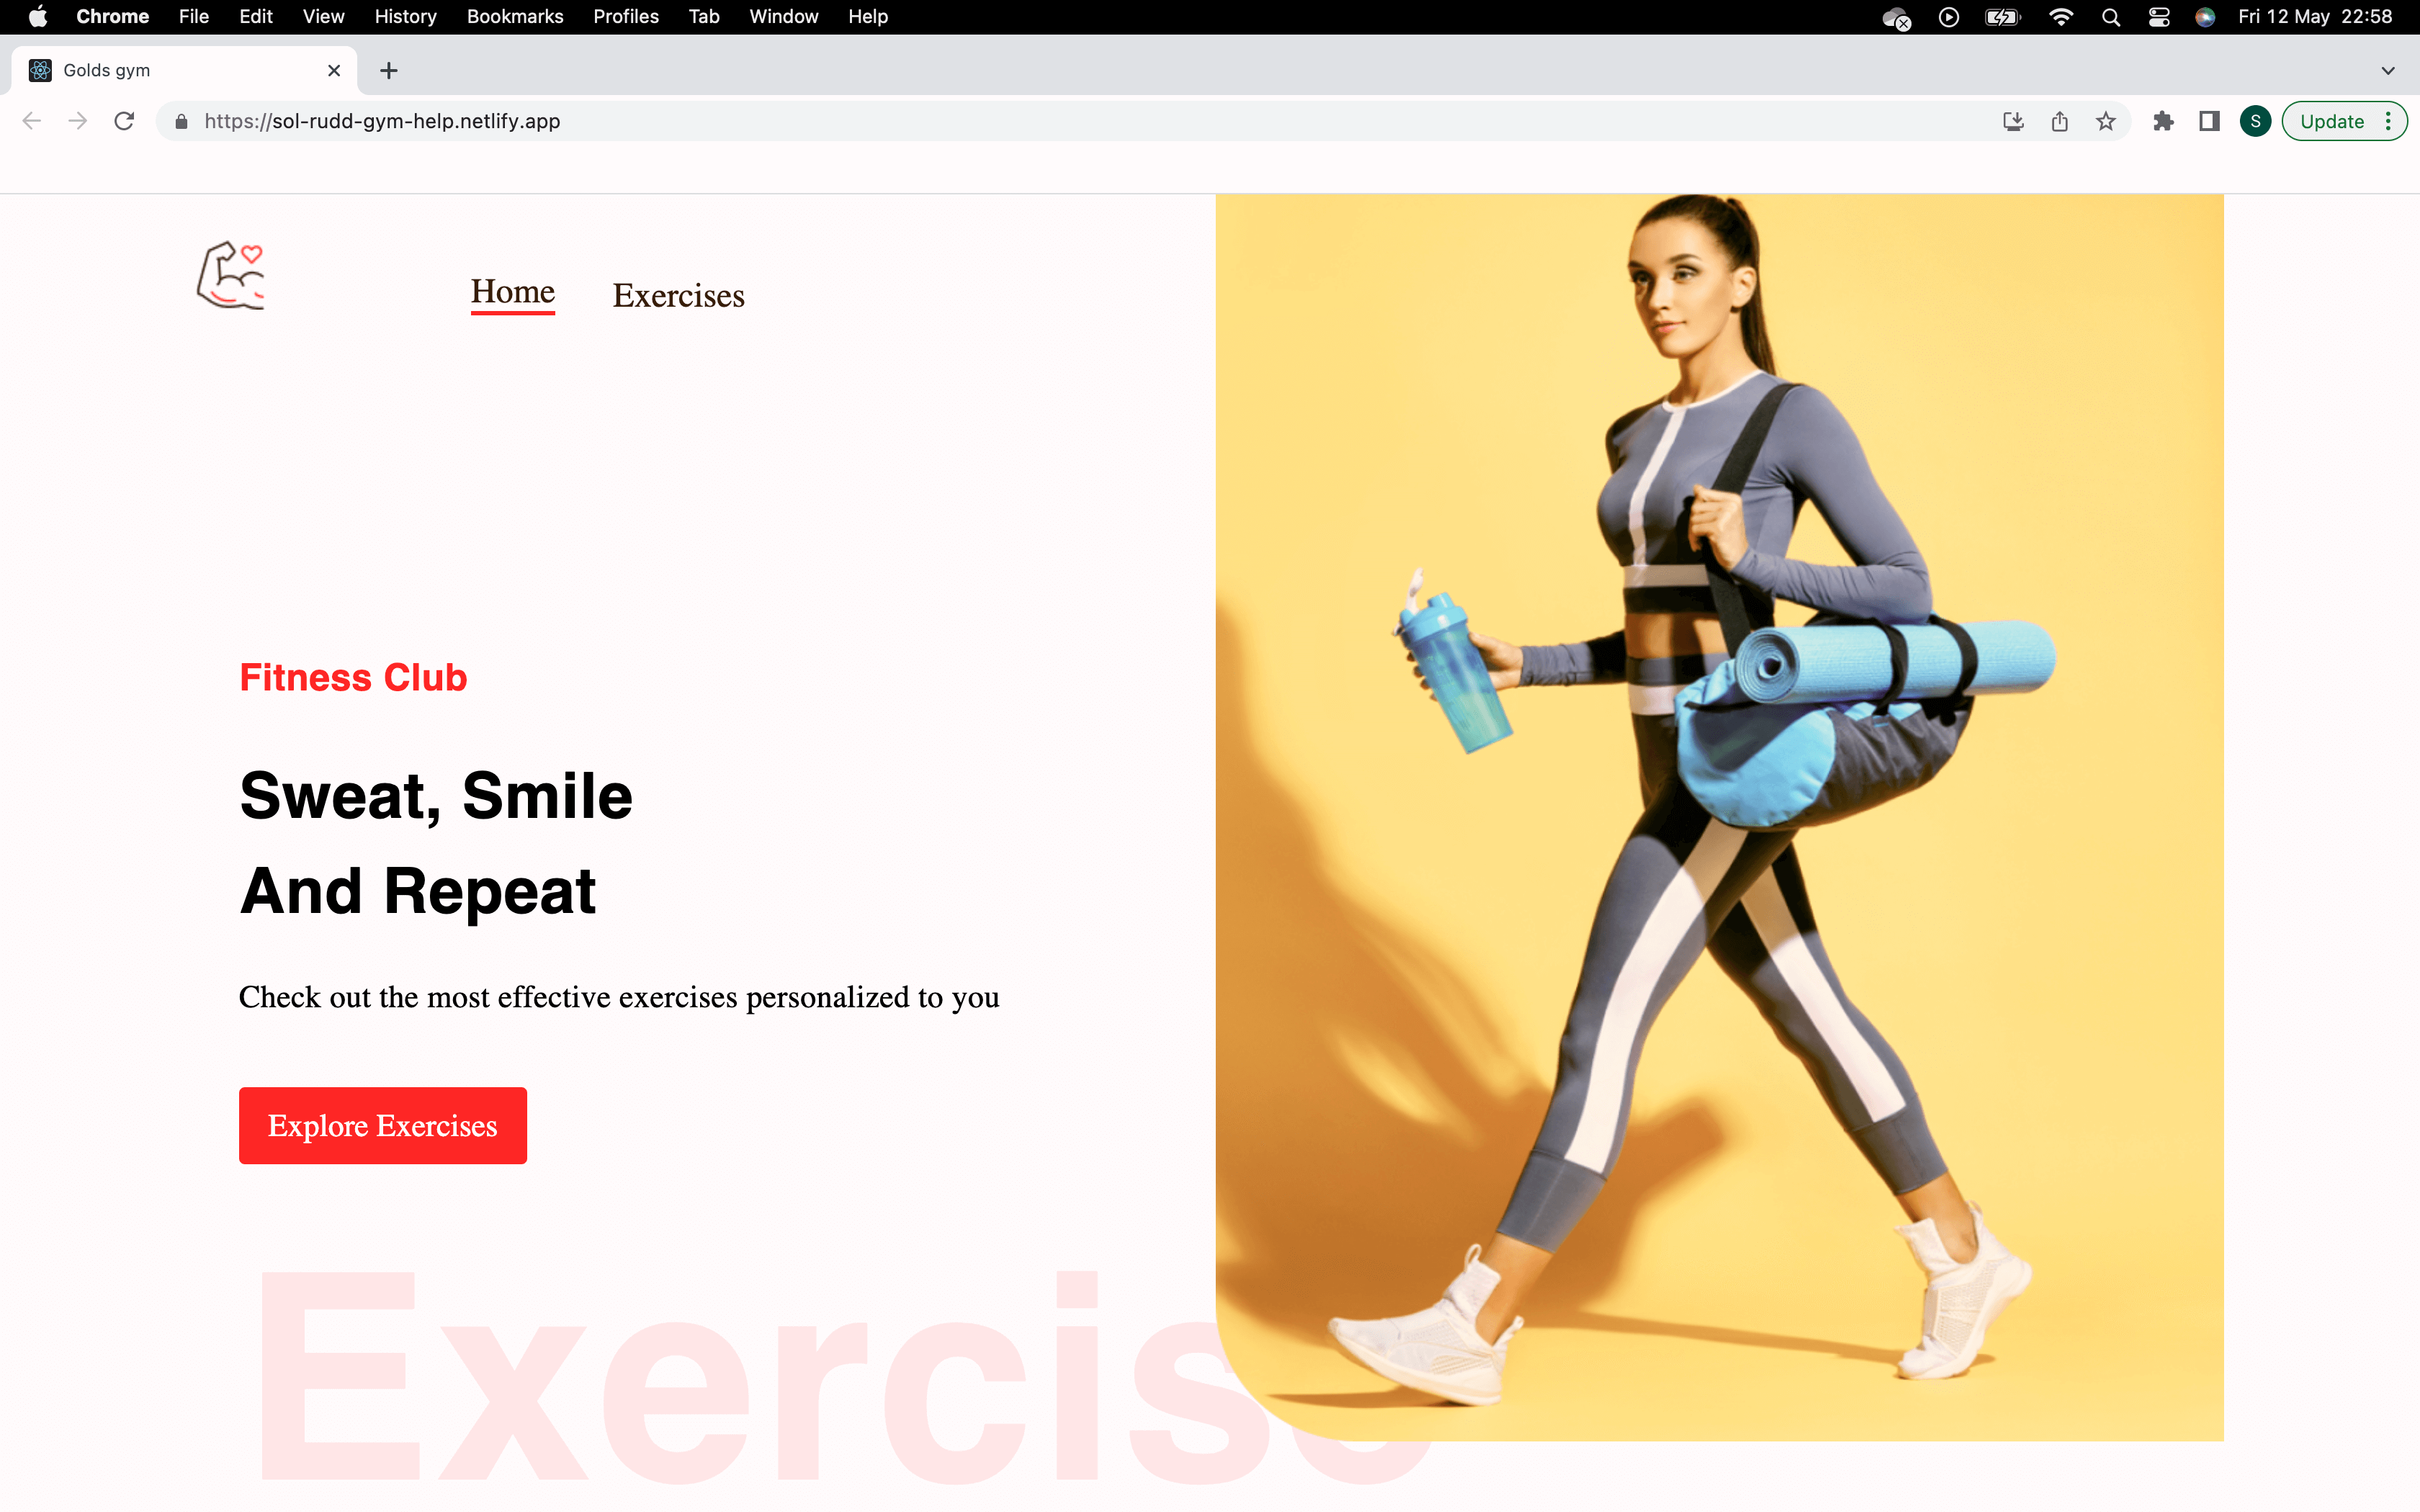 Chrome File Edit View History Bookmarks Profiles Tab Window Help Fri 12 May 22:58
Golds gym
https://sol-rudd-gym-help.netlify.app S Update
Home Exercises
Fitness Club
Sweat, Smile
And Repeat
Check out the most effective exercises personalized to you
Explore Exercises
Exercise